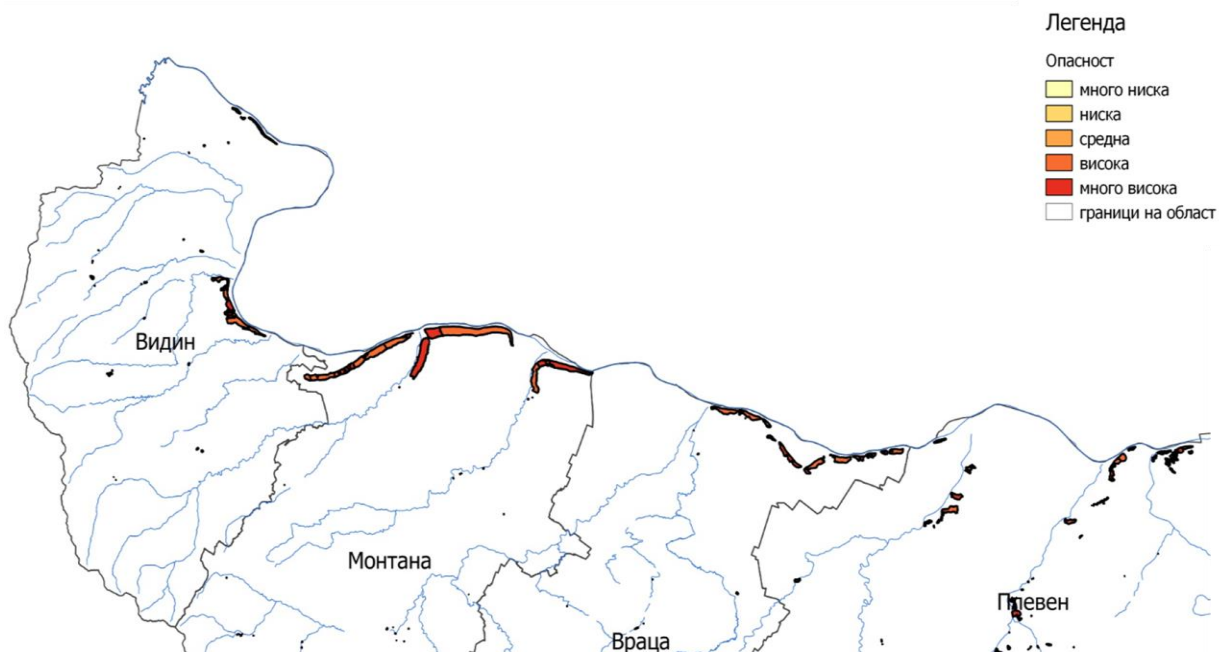 Легенда
Опасност
много ниска
ниска
средна
висока
много висока
граници на област
Видин
Монтана
Плевен
Враца